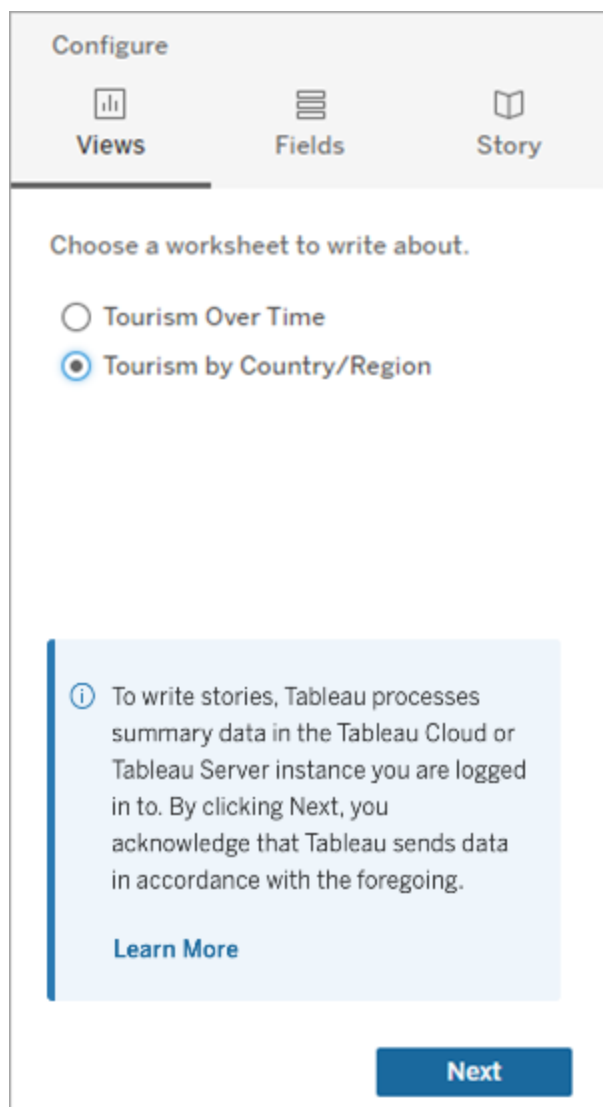 Configure
Views Fields Story
Choose a worksheet to write about.
Tourism Over Time
Tourism by Country/Region
To write stories, Tableau processes
summary data in the Tableau Cloud or
Tableau Server instance you are logged
in to. By clicking Next, you
acknowledge that Tableau sends data
in accordance with the foregoing.
Learn More
Next